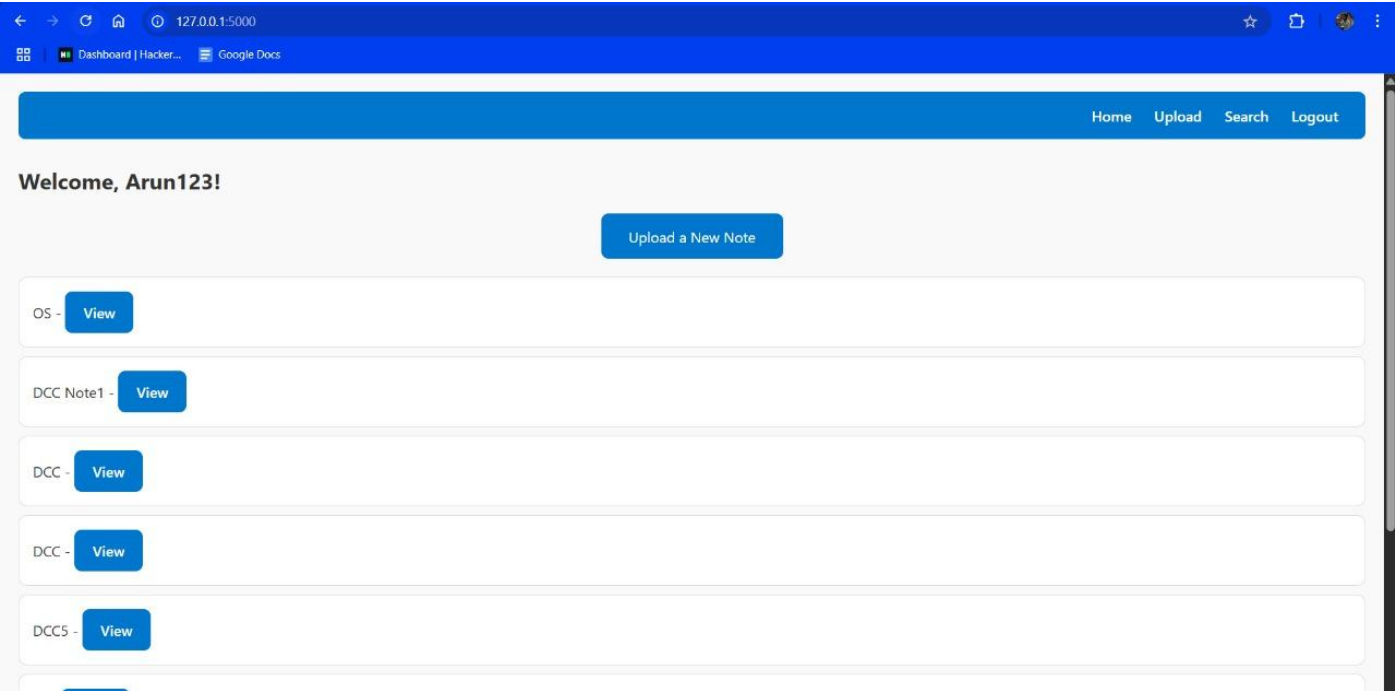 127.0.0.1:5000
Dashboard | Hacker... Google Docs
Home Upload Search Logout
Welcome, Arun123!
Upload a New Note
OS - View
DCC Note1 - View
DCC - View
DCC - View
DCC5 - View